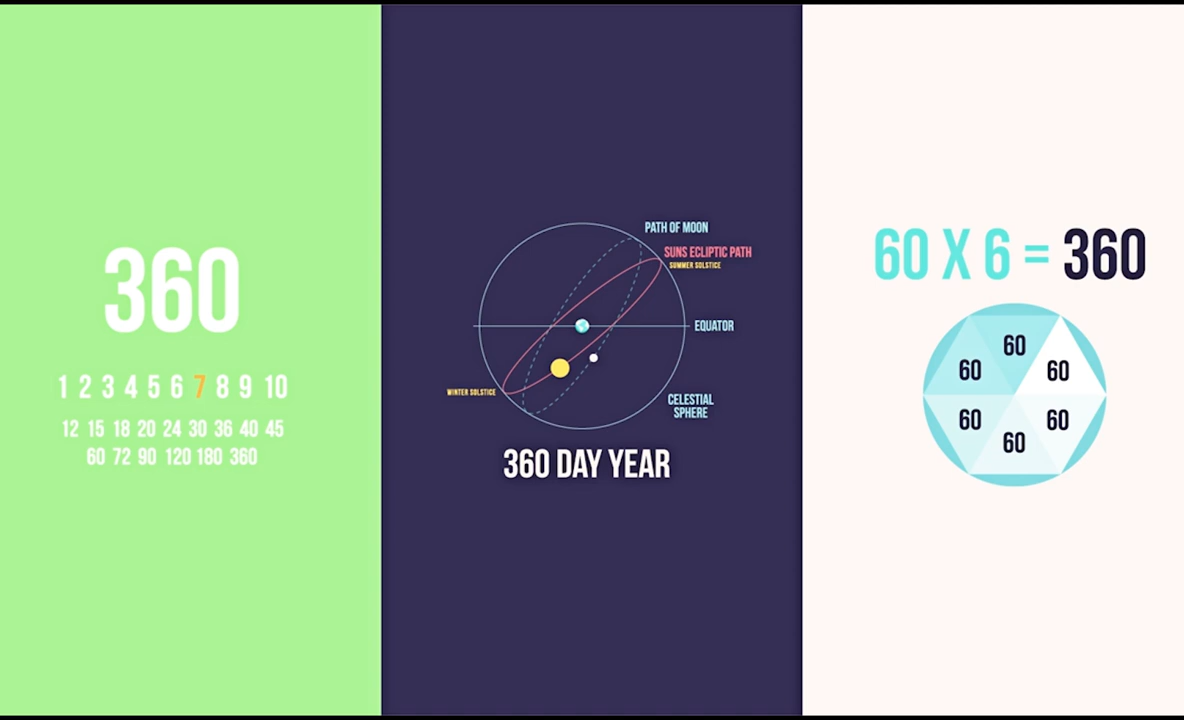 360
1 2 3 4 5 6 7 8 9 10
12 15 18 20 24 30 36 40 45
60 72 90 120 180 360
PATH OF MOON
SUNS ECLIPTIC PATH
SUMMER SOLSTICE
EQUATOR
WINTER SOLSTICE
CELESTIAL
SPHERE
360 DAY YEAR
60 X 6 = 360
60
60
60
60
60
60